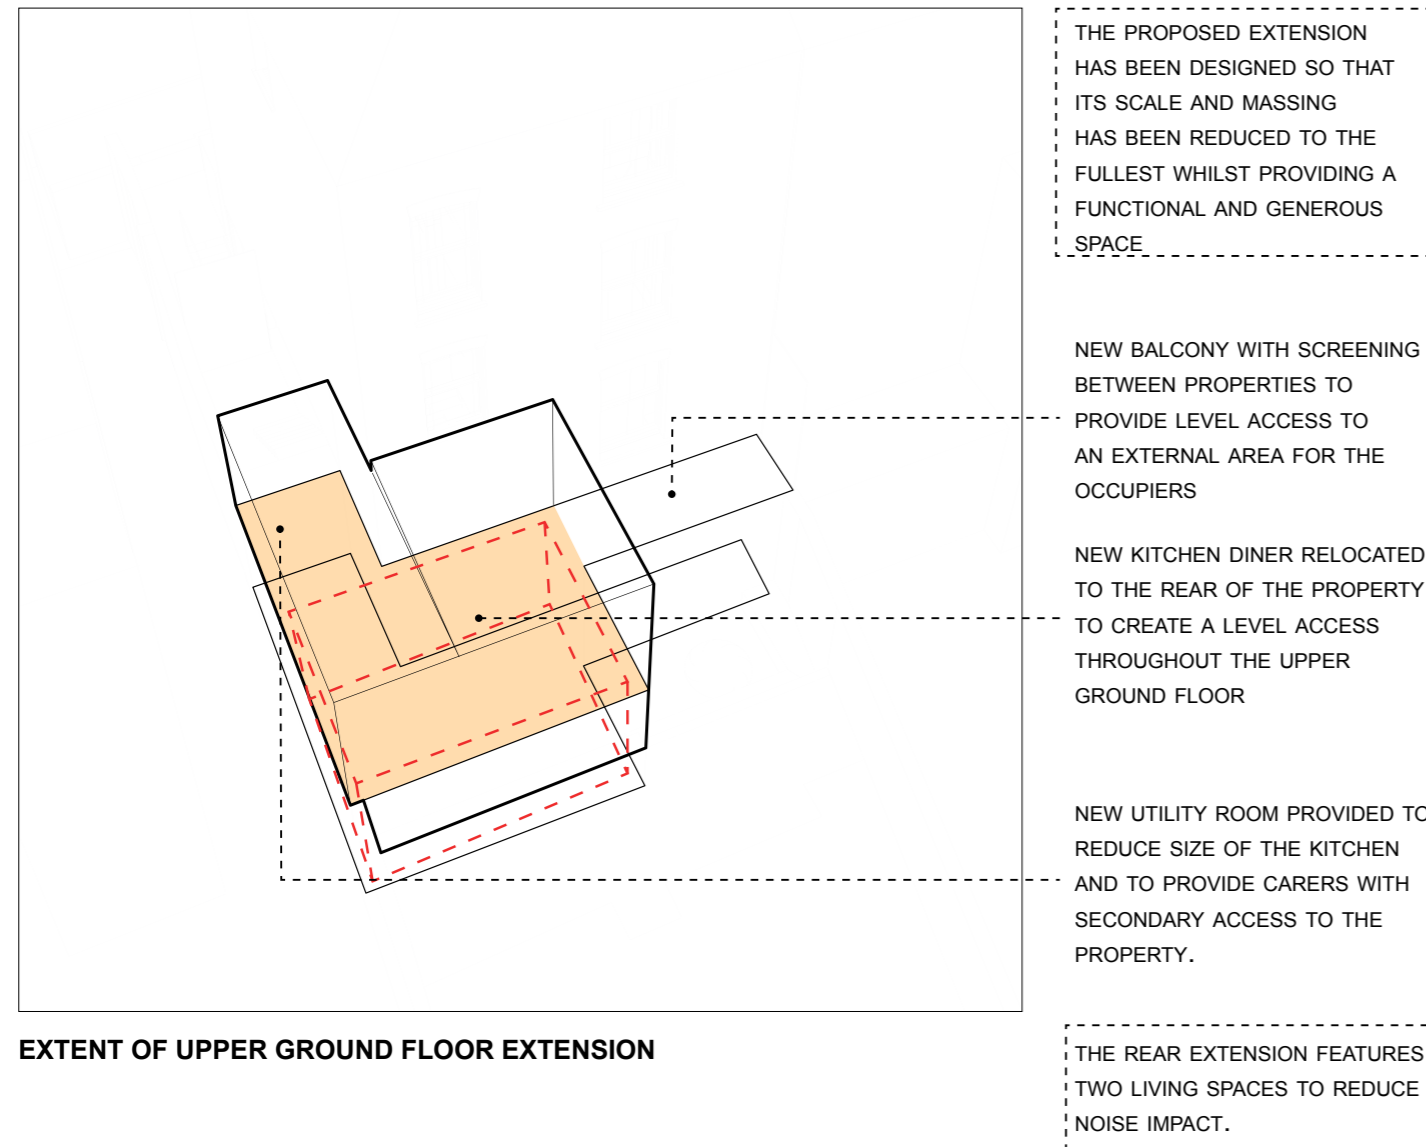 THE PROPOSED EXTENSION
HAS BEEN DESIGNED SO THAT
ITS SCALE AND MASSING
HAS BEEN REDUCED TO THE
FULLEST WHILST PROVIDING A
FUNCTIONAL AND GENEROUS
SPACE
NEW BALCONY WITH SCREENING
BETWEEN PROPERTIES TO
PROVIDE LEVEL ACCESS TO
AN EXTERNAL AREA FOR THE
OCCUPIERS
NEW KITCHEN DINER RELOCATED
TO THE REAR OF THE PROPERTY
TO CREATE A LEVEL ACCESS
THROUGHOUT THE UPPER
GROUND FLOOR
NEW UTILITY ROOM PROVIDED TO
REDUCE SIZE OF THE KITCHEN
AND TO PROVIDE CARERS WITH
SECONDARY ACCESS TO THE
PROPERTY.
EXTENT OF UPPER GROUND FLOOR EXTENSION
THE REAR EXTENSION FEATURES
TWO LIVING SPACES TO REDUCE
NOISE IMPACT.